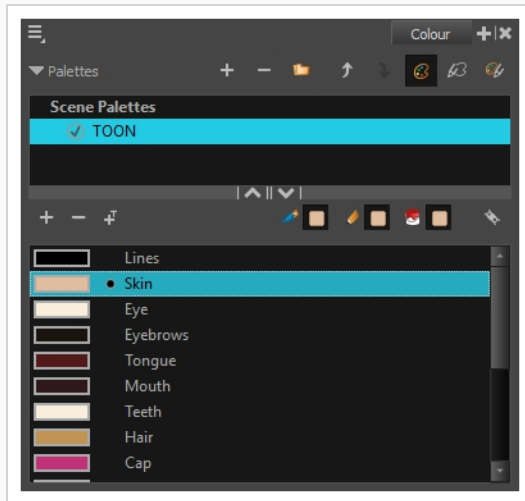 Colour
Palettes
Scene Palettes
TOON
Lines
Skin
Eye
Eyebrows
Tongue
Mouth
Teeth
Hair
Cap